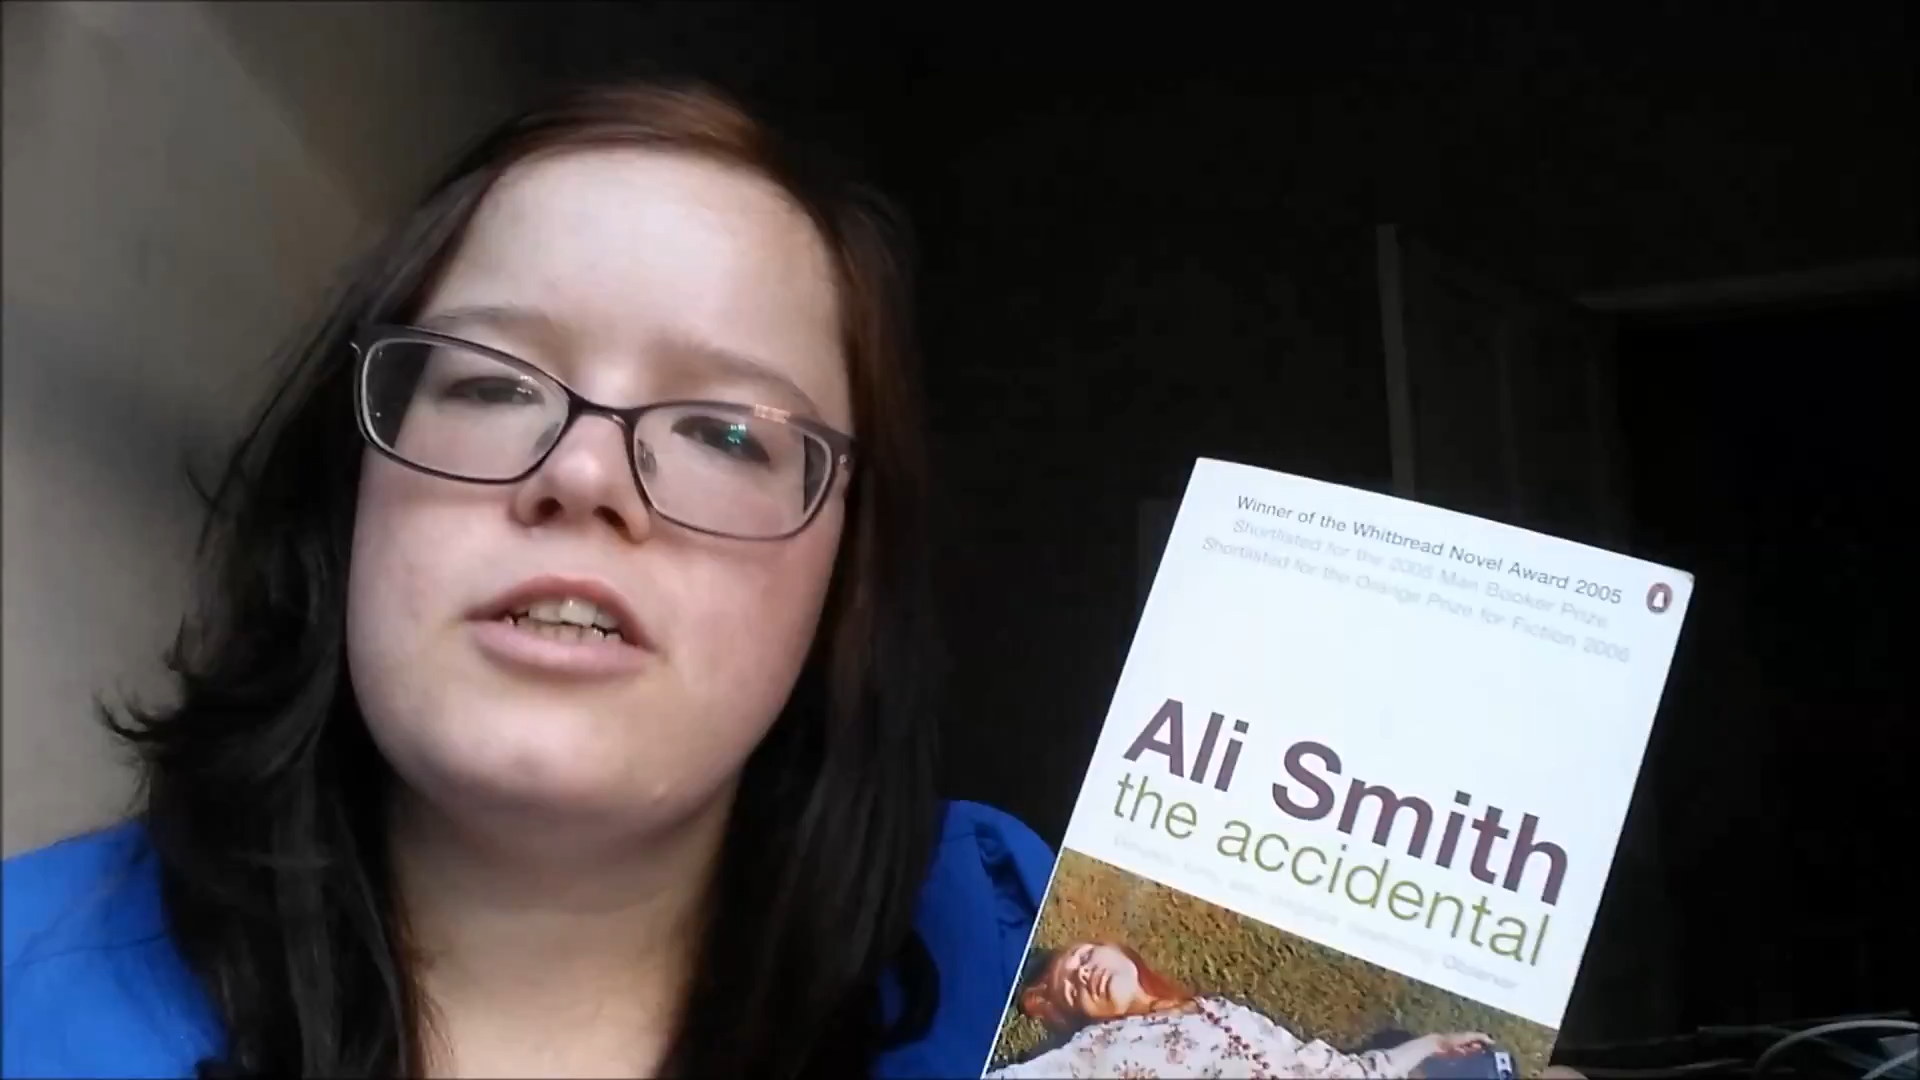 Winner of the Whitbread Novel Award 2005
Shortlisted for the 2005 Man Booker Prize
Shortlisted for the Orange Prize for Fiction 2006
Ali Smith
the accidental
Observer